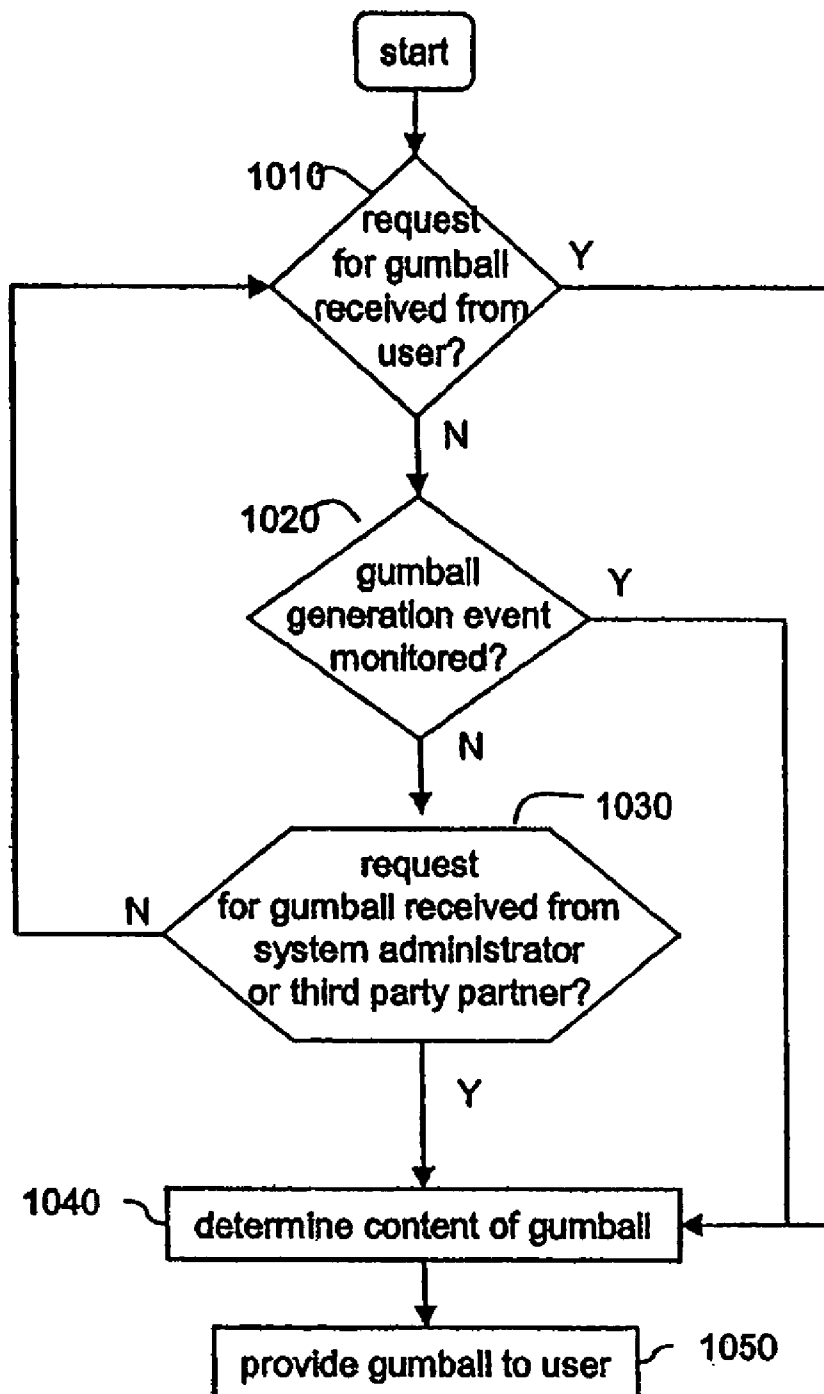 start
1010
request
for gumball
received from
user?
Y
N
1020
gumball
generation event
monitored?
Y
N
1030
request
for gumball received from
system administrator
or third party partner?
N
Y
1040
determine content of gumball
1050
provide gumball to user